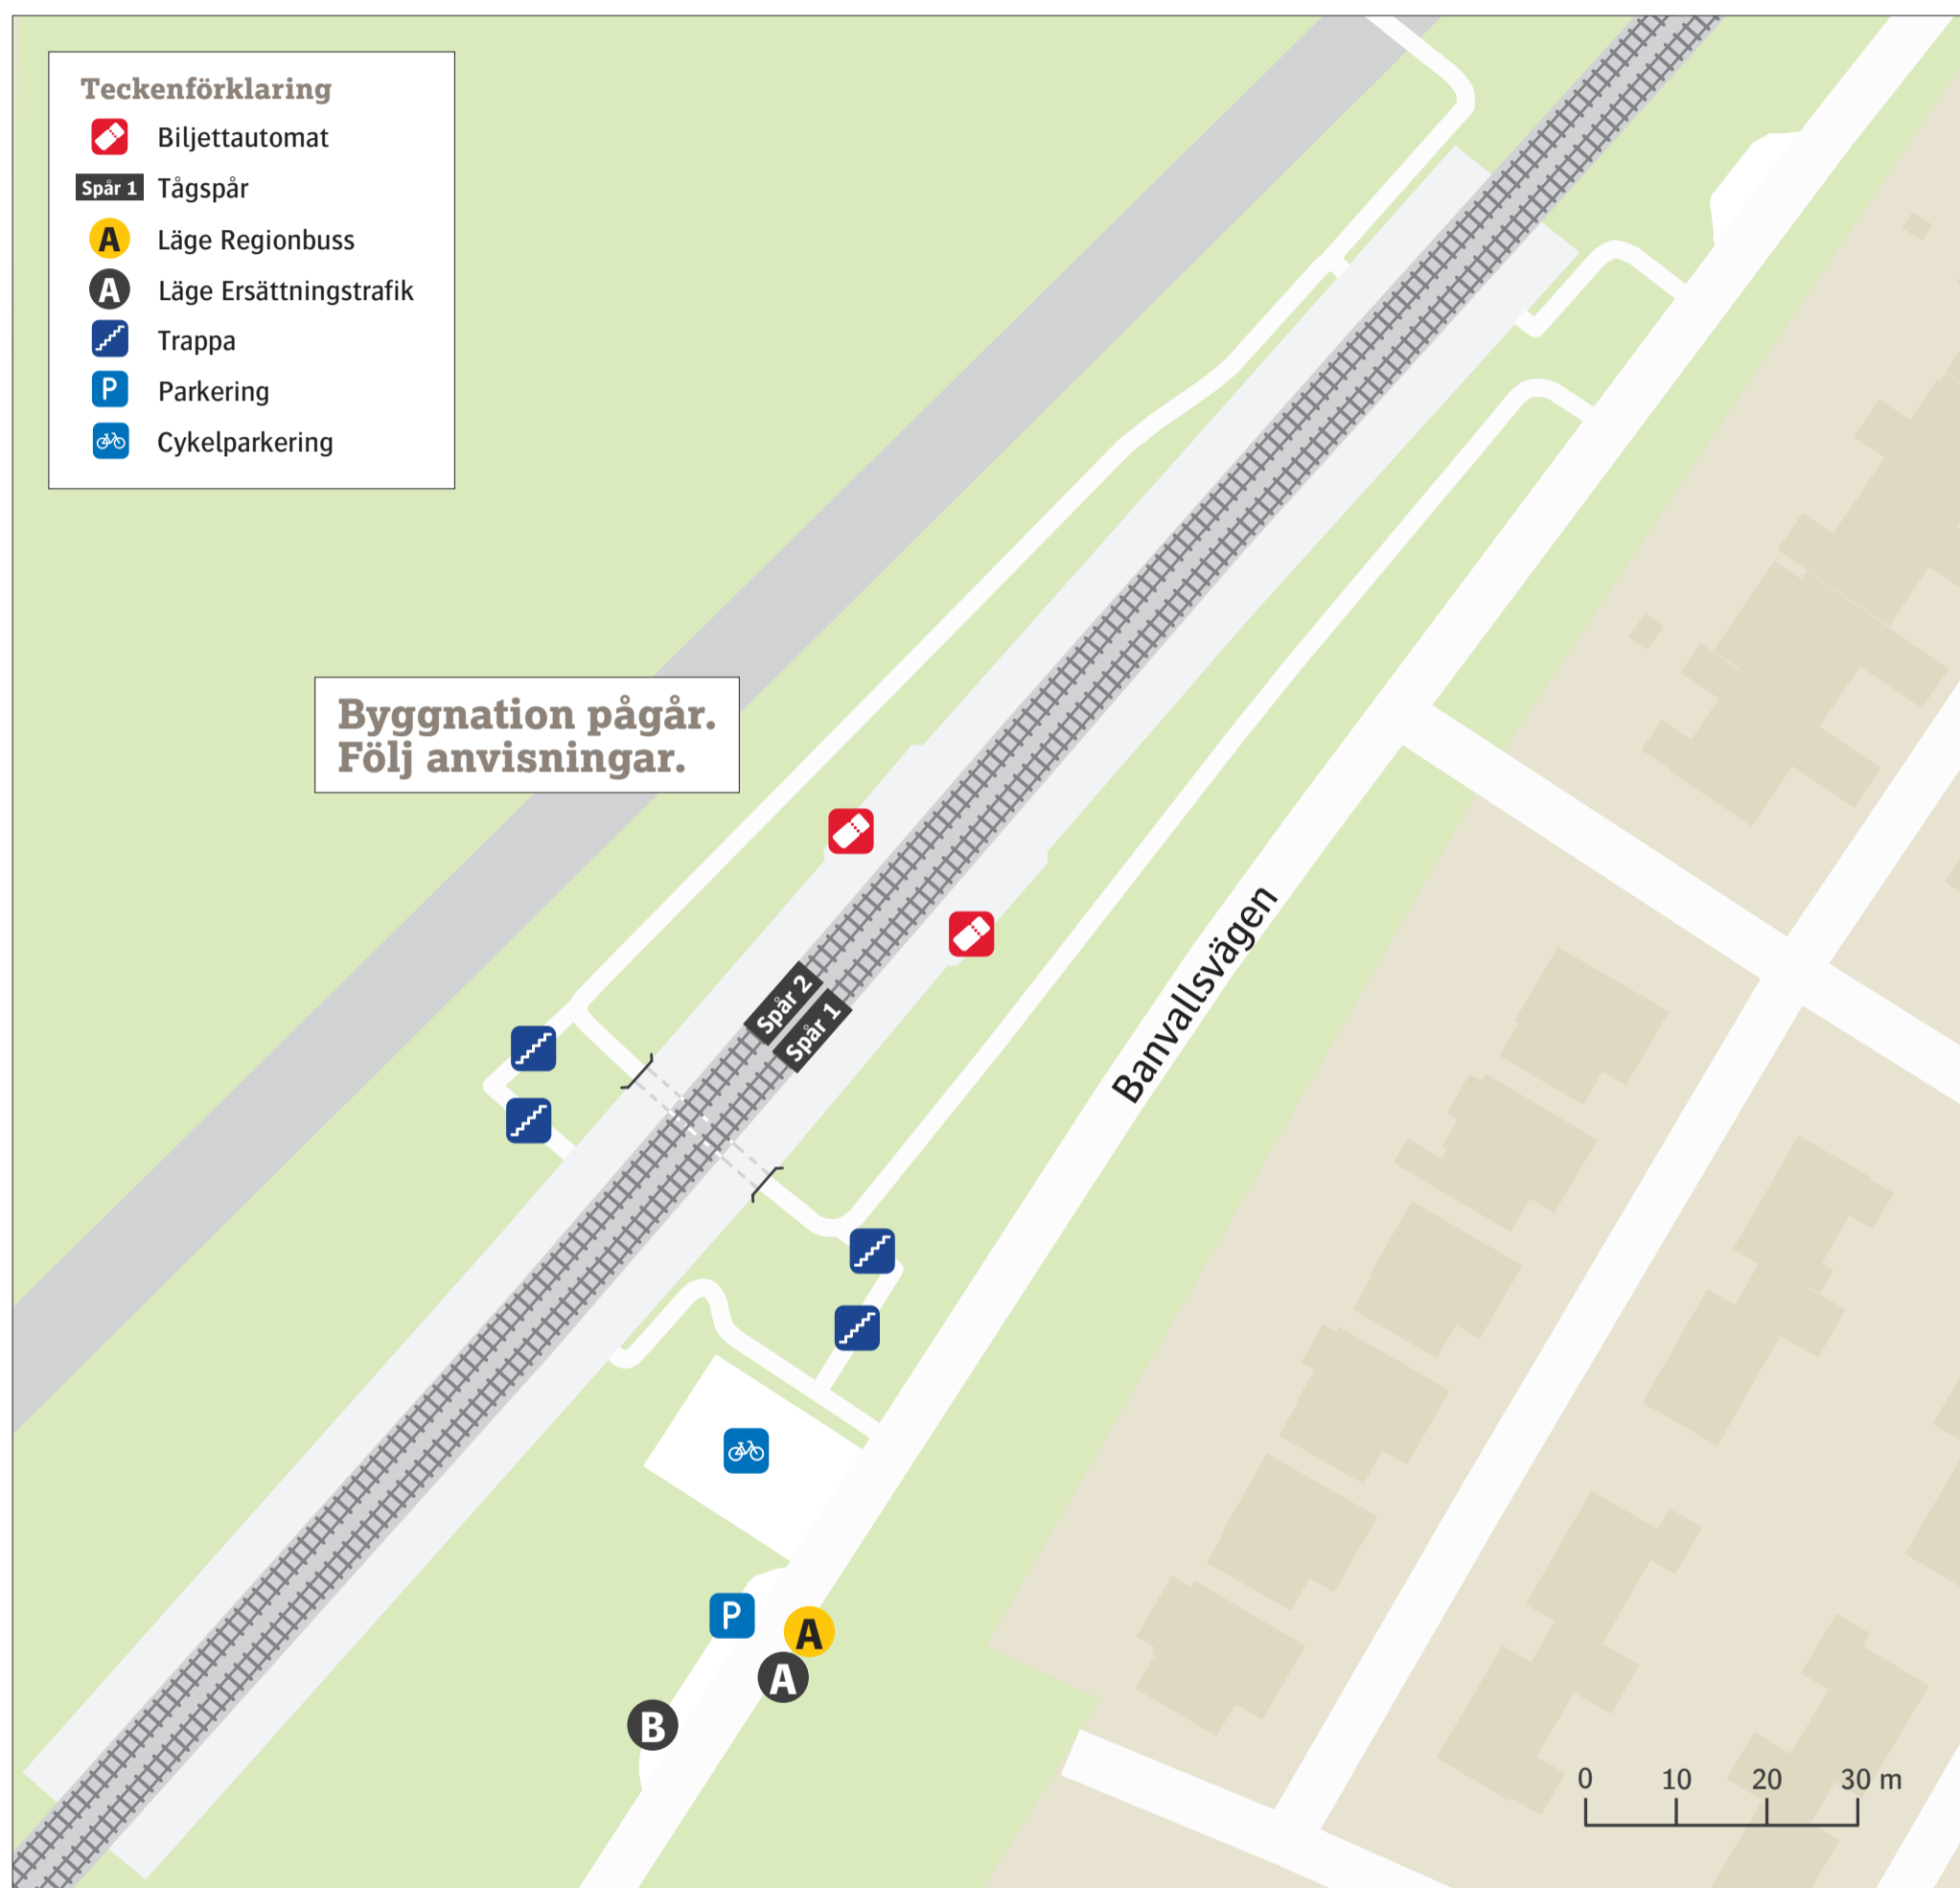 Teckenförklaring
Biljettautomat
Spår 1 Tågspår
A Läge Regionbuss
A Läge Ersättningstrafik
Trappa
P Parkering
Cykelparkering
Byggnation pågår.
Följ anvisningar.
Spår 2
Spår 1
Banvallsvägen
P
A
A
B
0 10 20 30 m